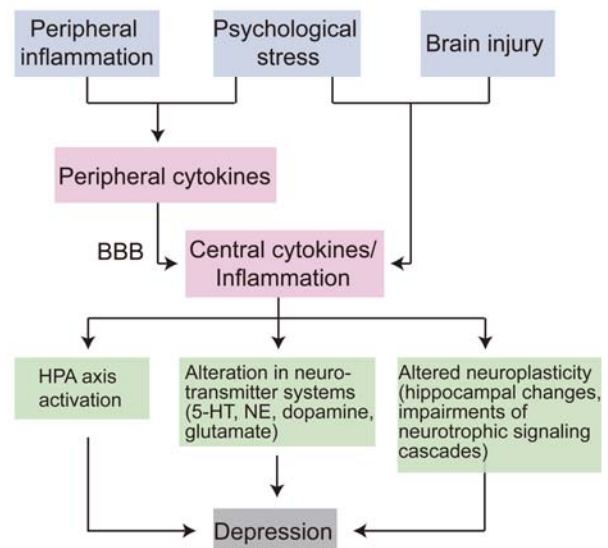 Peripheral
inflammation
Psychological
stress
Brain injury
Peripheral cytokines
BBB
Central cytokines/
Inflammation
HPA axis
activation
Alteration in neuro-
transmitter systems
(5-HT, NE, dopamine,
glutamate)
Altered neuroplasticity
(hippocampal changes,
impairments of
neurotrophic signaling
cascades)
Depression